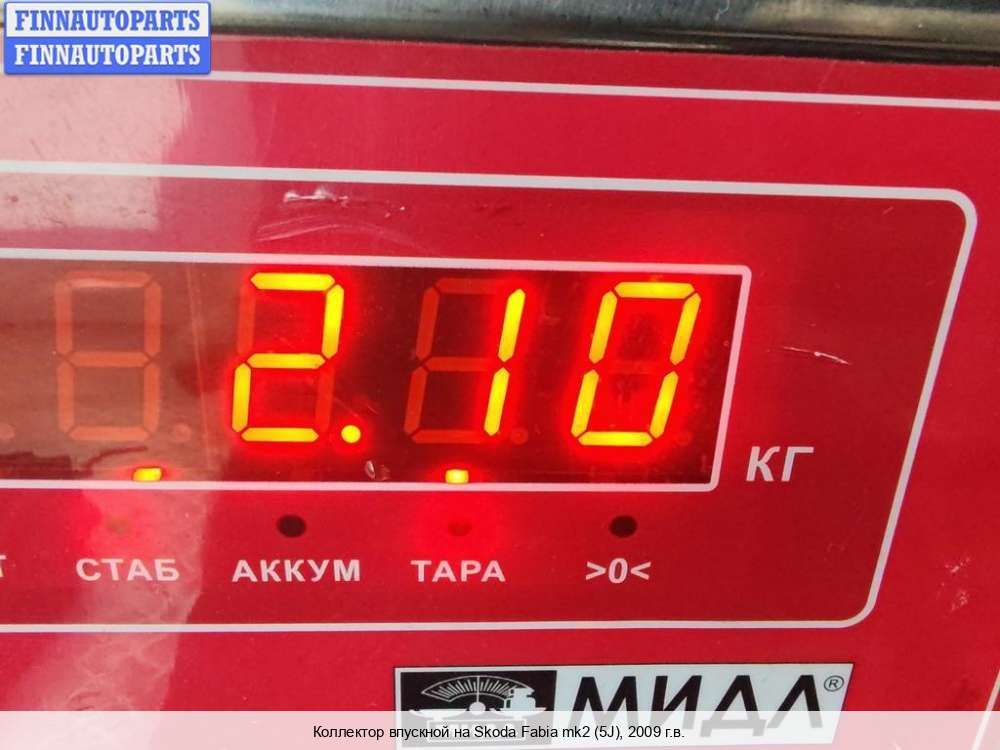 FINNAUTOPARTS
FINNAUTOPARTS
2.10
КГ
СТАБ АККУМ ТАРА >0<
МИДЛ®
Коллектор впускной на Skoda Fabia mk2 (5J), 2009 г.в.